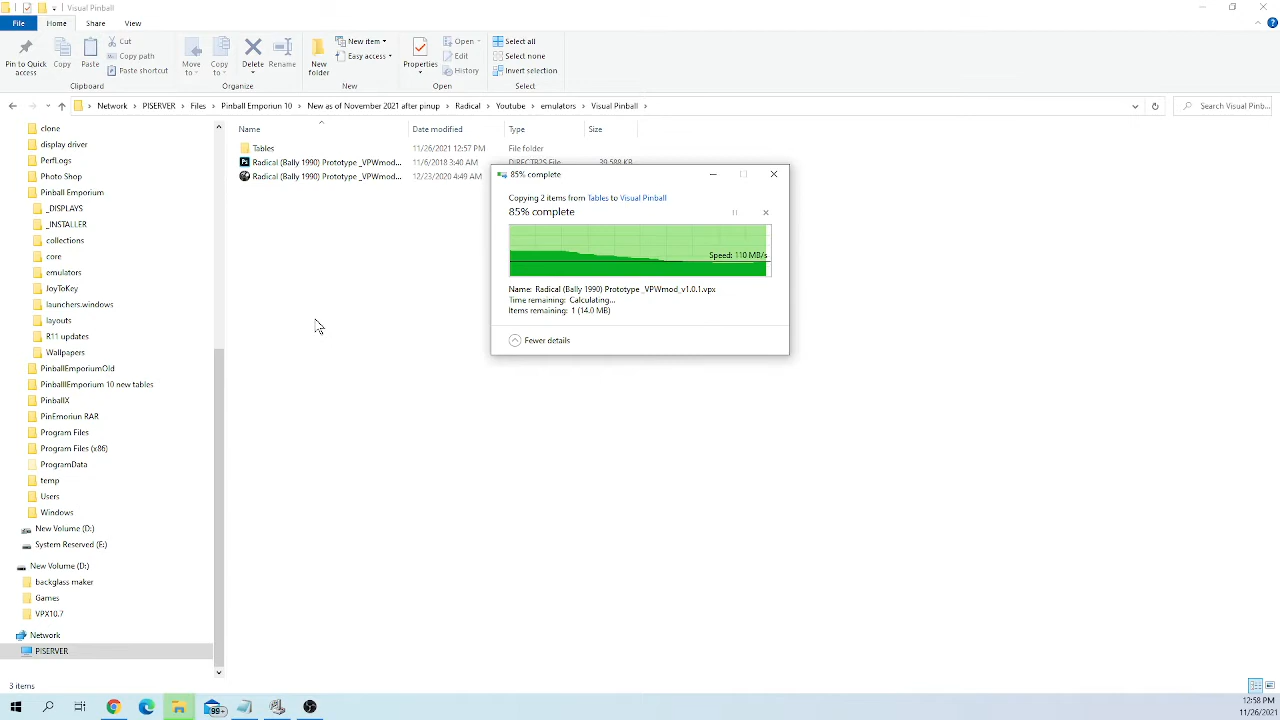 Visual Pinball
File Home Share View
Pin to Quick access
Copy
Paste
Cut
Copy path
Paste shortcut
Clipboard
Move to
Copy to
Delete
Rename
Organize
New folder
New item
Easy access
New
Properties
Open
Edit
History
Open
Select all
Select none
Invert selection
Select
Network > PISERVER > Files > Pinball Emporiun 10 > New as of November 2021 after pinup > Radical > Youtube > emulators > Visual Pinball >
Search Visual Pinb...
clone
display driver
PerfLogs
Photo Shop
Pinball Emporium
_DISPLAYS
_INSTALLER
collections
core
emulators
JoyToKey
launchers.windows
layouts
R11 updates
Wallpapers
PinballEmporiumOld
PinballlEmporium 10 new tables
PinballX
PinEmoriun RAR
Program Files
Program Files (x86)
ProgramData
temp
Users
Windows
New Volume (D:)
System Reserved (E:)
New Volume (D:)
backglass maker
Games
VPX10.7
Network
PISERVER
Name Date modified Type Size
Tables 11/26/2021 12:57 PM File folder
Radical (Bally 1990) Prototype _VPWmod... 11/6/2018 3:40 AM DIRECTB2S File 39,588 KB
Radical (Bally 1990) Prototype _VPWmod... 12/23/2020 4:49 AM
85% complete
Copying 2 items from Tables to Visual Pinball
85% complete
Speed: 110 MB/s
Name: Radical (Bally 1990) Prototype _VPWmod_v1.0.1.vpx
Time remaining: Calculating...
Items remaining: 1 (14.0 MB)
Fewer details
3 items
99+
12:58 PM
11/26/2021